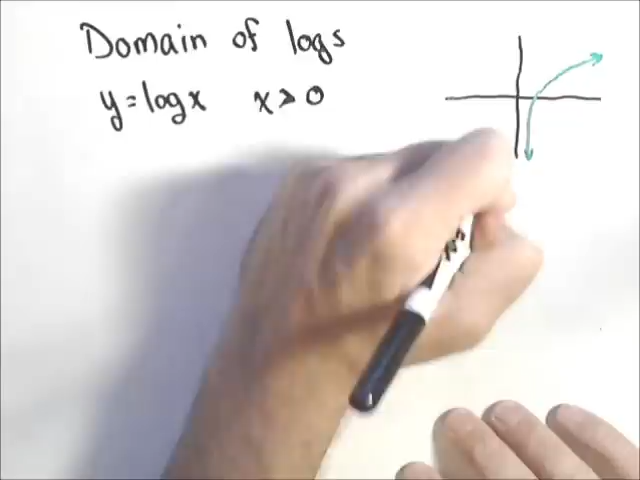 Domain of logs
y = log x x > 0